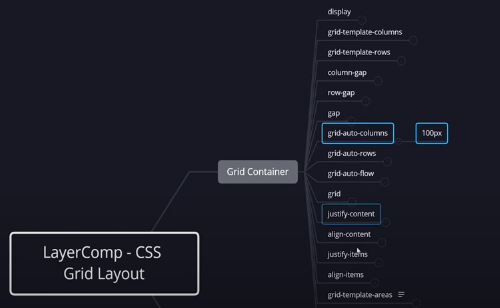 display
grid-template-columns
grid-template-rows
column-gap
row-gap
gap
grid-auto-columns
100px
grid-auto-rows
Grid Container
grid-auto-flow
grid
justify-content
align-content
justify-items
align-items
grid-template-areas
LayerComp - CSS
Grid Layout